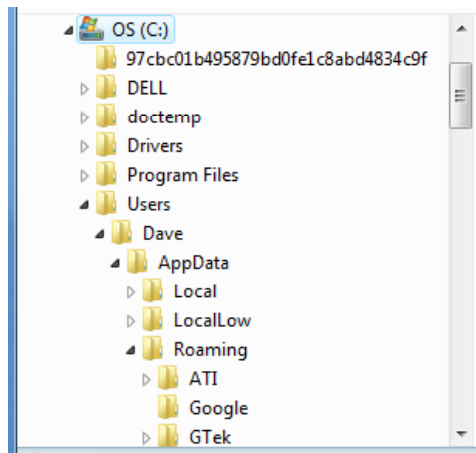 OS (C:)
97cbc01b495879bd0fe1c8abd4834c9f
DELL
doctemp
Drivers
Program Files
Users
Dave
AppData
Local
LocalLow
Roaming
ATI
Google
GTek